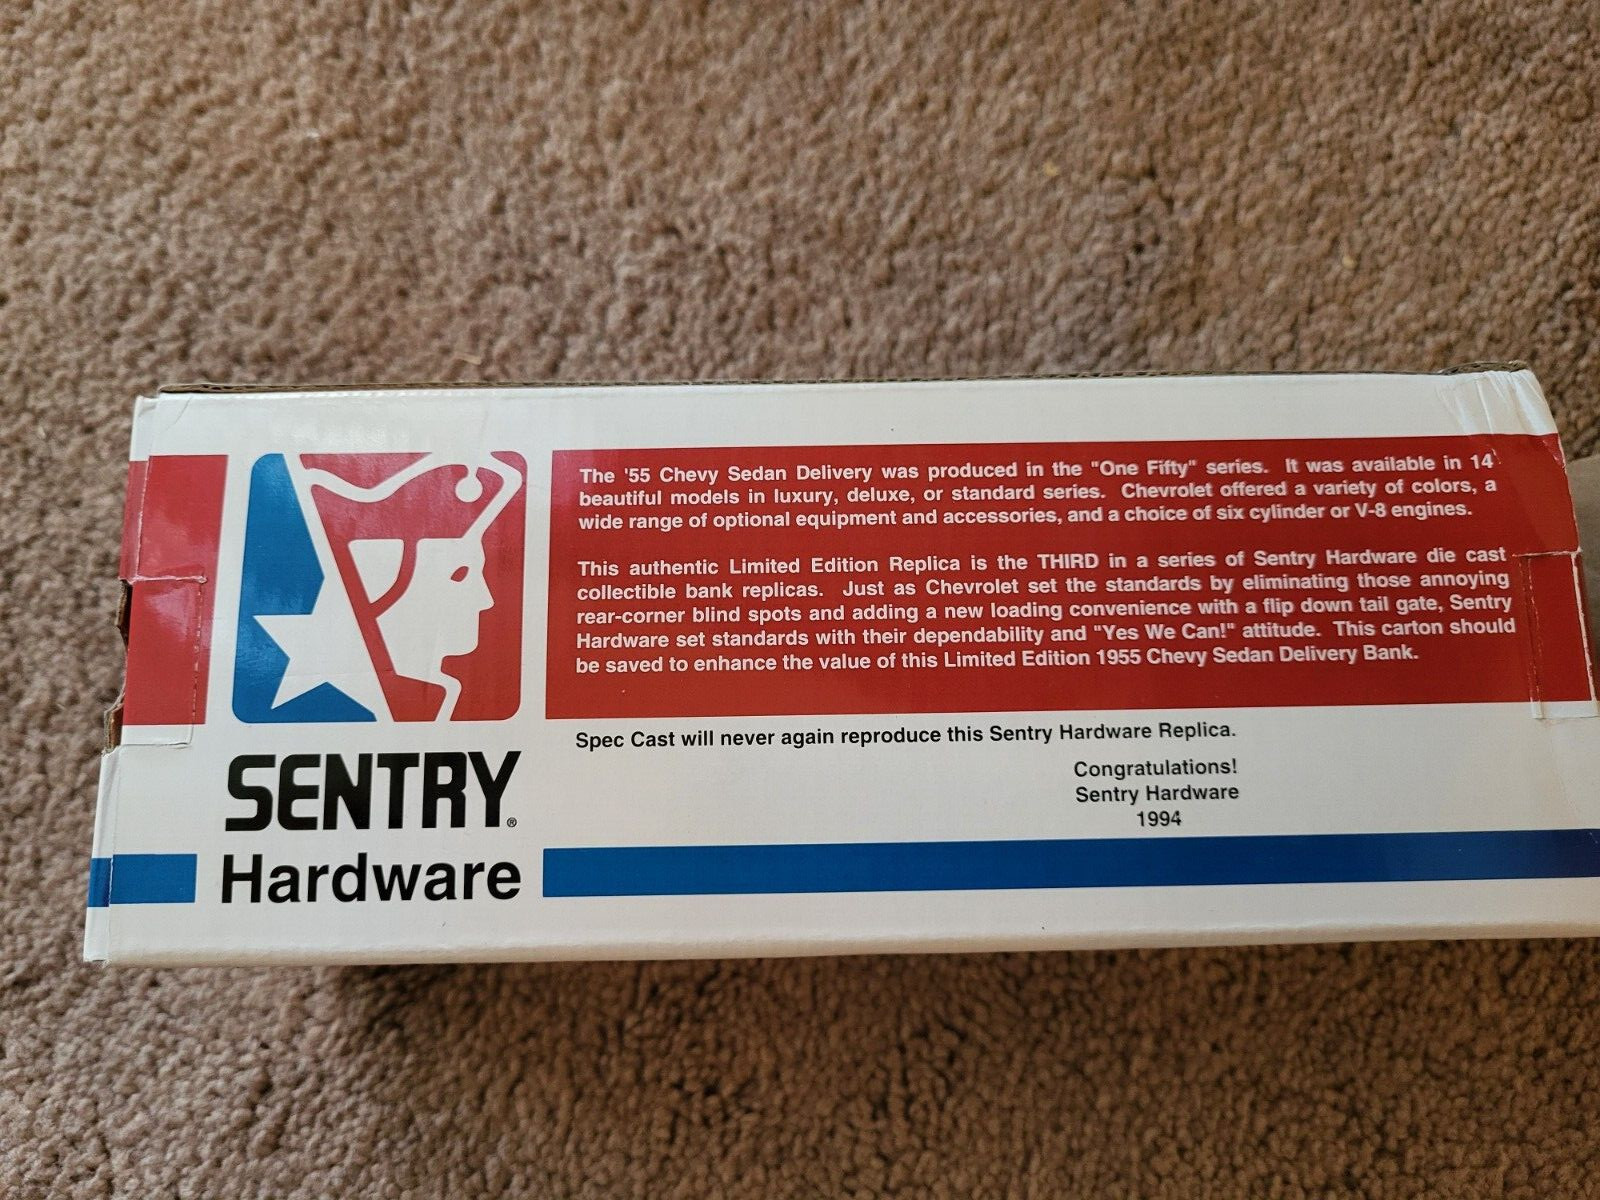 The '55 Chevy Sedan Delivery was produced in the "One Fifty" series. It was available in 14
beautiful models in luxury, deluxe, or standard series. Chevrolet offered a variety of colors, a
wide range of optional equipment and accessories, and a choice of six cylinder or V-8 engines.
This authentic Limited Edition Replica is the THIRD in a series of Sentry Hardware die cast
collectible bank replicas. Just as Chevrolet set the standards by eliminating those annoying
rear-corner blind spots and adding a new loading convenience with a flip down tail gate, Sentry
Hardware set standards with their dependability and "Yes We Can!" attitude. This carton should
be saved to enhance the value of this Limited Edition 1955 Chevy Sedan Delivery Bank.
Spec Cast will never again reproduce this Sentry Hardware Replica.
Congratulations!
Sentry Hardware
1994
SENTRY®
Hardware